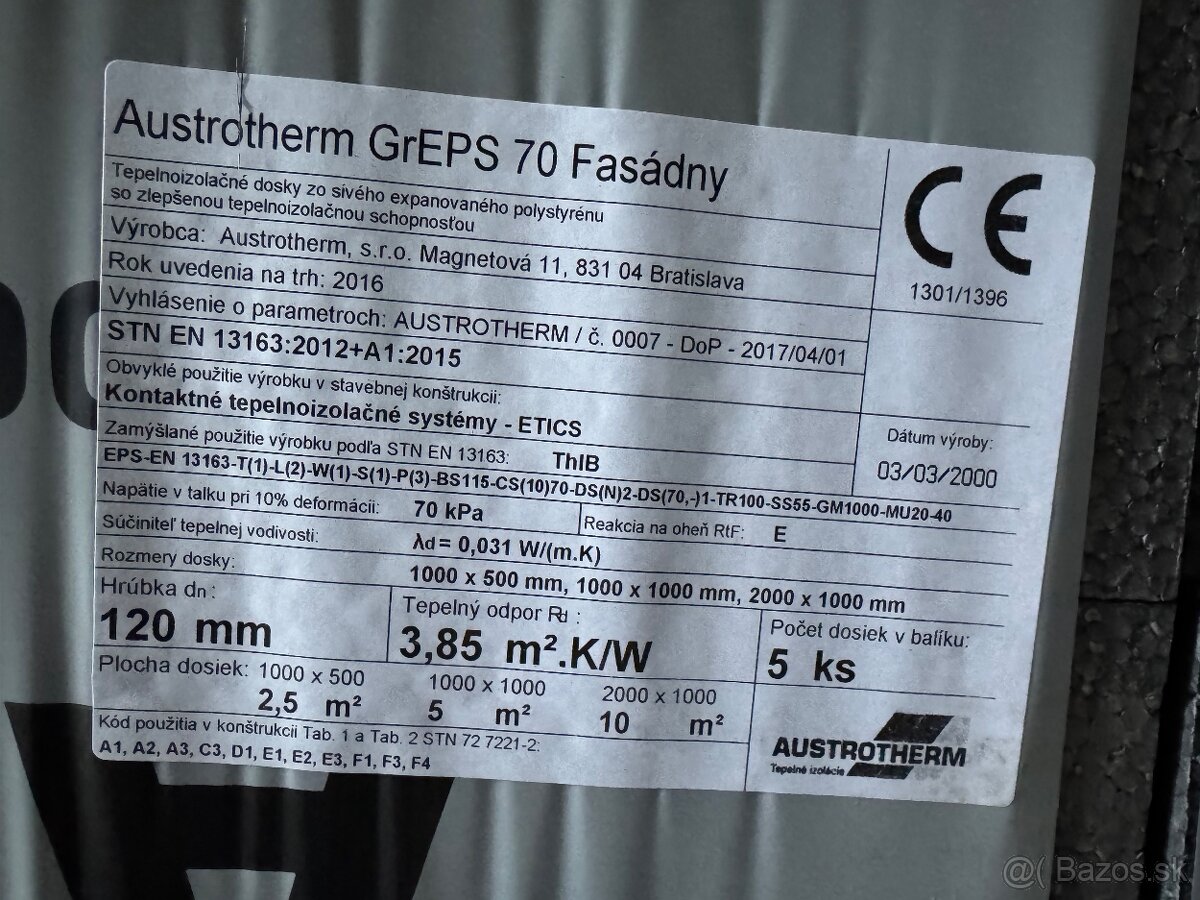 Austrotherm GrEPS 70 Fasádny
Tepelnoizolačné dosky zo sivého expanovaného polystyrénu
so zlepšenou tepelnoizolačnou schopnosťou
Výrobca: Austrotherm, s.r.o. Magnetová 11, 831 04 Bratislava
Rok uvedenia na trh: 2016
Vyhlásenie o parametroch: AUSTROTHERM / č. 0007 - DoP - 2017/04/01
STN EN 13163:2012+A1:2015
Obvyklé použitie výrobku v stavebnej konštrukcii:
Kontaktné tepelnoizolačné systémy - ETICS
Zamýšlané použitie výrobku podľa STN EN 13163: ThIB
EPS-EN 13163-T(1)-L(2)-W(1)-S(1)-P(3)-BS115-CS(10)70-DS(N)2-DS(70,-)1-TR100-SS55-GM1000-MU20-40
CE
1301/1396
Dátum výroby:
03/03/2000
Napätie v talku pri 10% deformácii: 70 kPa
Reakcia na oheň RtF: E
Súčiniteľ tepelnej vodivosti: λd = 0,031 W/(m.K)
Rozmery dosky: 1000 x 500 mm, 1000 x 1000 mm, 2000 x 1000 mm
Hrúbka dn :
120 mm
Tepelný odpor Rd :
3,85 m².K/W
Počet dosiek v balíku:
5 ks
Plocha dosiek: 1000 x 500 1000 x 1000 2000 x 1000
2,5 m² 5 m² 10 m²
Kód použitia v konštrukcii Tab. 1 a Tab. 2 STN 72 7221-2:
A1, A2, A3, C3, D1, E1, E2, E3, F1, F3, F4
AUSTROTHERM
Tepelné izolácie
@( Bazos.sk